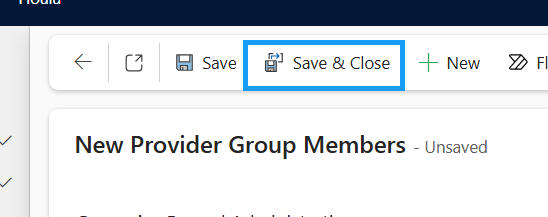 Save
Save & Close
New
New Provider Group Members - Unsaved